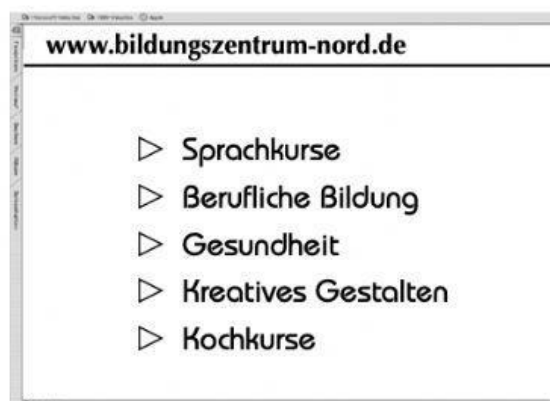 www.bildungszentrum-nord.de
Sprachkurse
Berufliche Bildung
Gesundheit
Kreatives Gestalten
Kochkurse